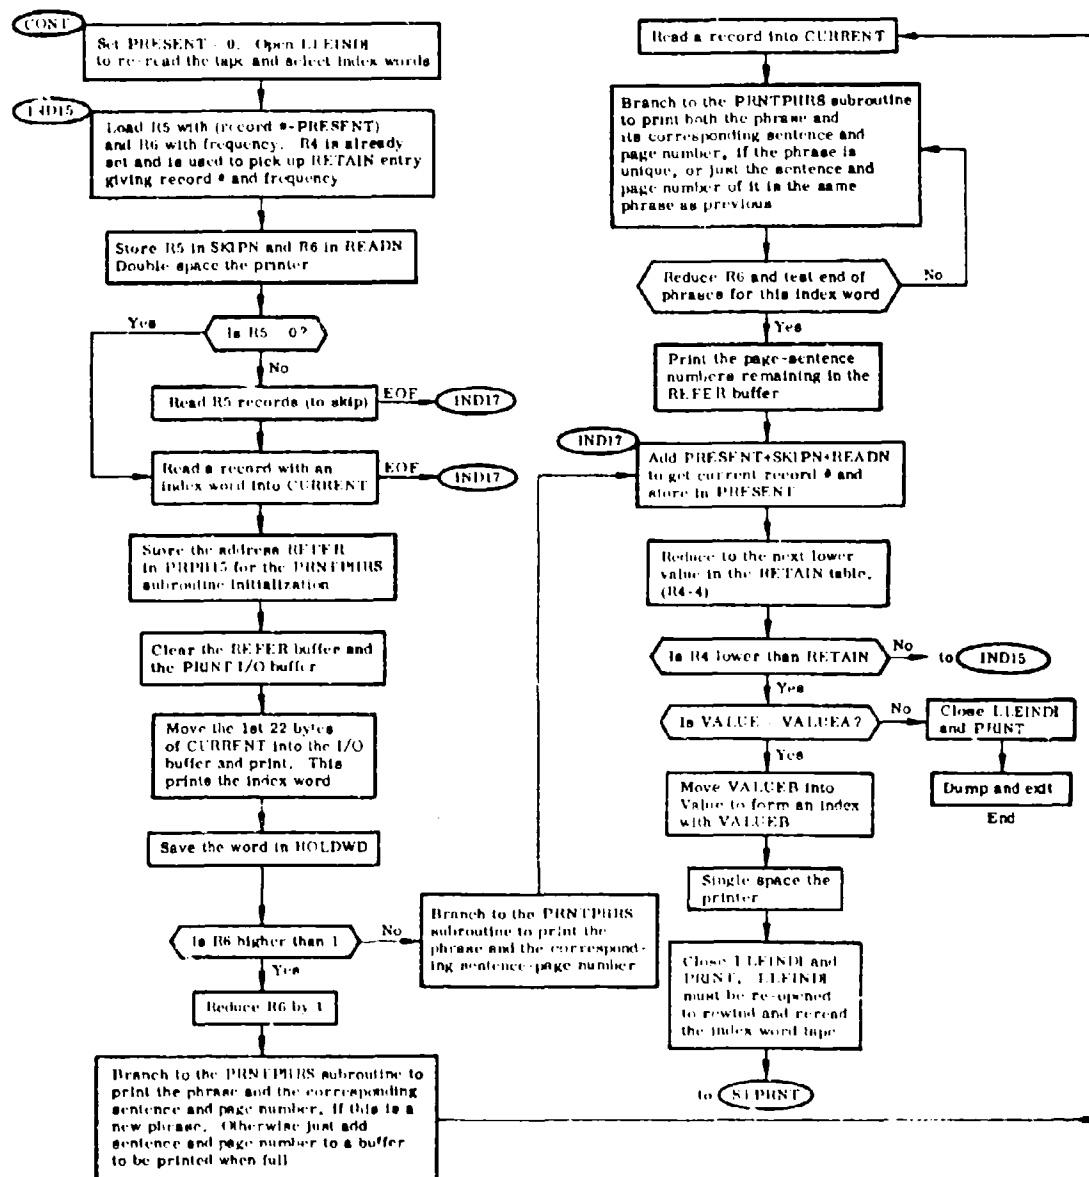 CONT
Set PRESENT = 0. Open LLEINDI
to re-read the tape and select index words
IND15
Load R5 with (record #-PRESENT)
and R6 with frequency. R4 is already
set and is used to pick up RETAIN entry
giving record # and frequency
Store R5 in SKIPN and R6 in READN
Double space the printer
Is R5 = 0?
Yes
No
Read R5 records (to skip)
EOF
IND17
Read a record with an
index word into CURRENT
EOF
IND17
Store the address REFER
in PRPH15 for the PRNTPHRS
subroutine initialization
Clear the REFER buffer and
the PRINT I/O buffer
Move the 1st 22 bytes
of CURRENT into the I/O
buffer and print. This
prints the index word
Save the word in HOLDWD
Is R6 higher than 1
No
Yes
Reduce R6 by 1
Branch to the PRNTPHRS subroutine to
print the phrase and the corresponding
sentence and page number, if this is a
new phrase. Otherwise just add
sentence and page number to a buffer
to be printed when full
Branch to the PRNTPHRS
subroutine to print the
phrase and the correspond-
ing sentence-page number
Read a record into CURRENT
Branch to the PRNTPHRS subroutine
to print both the phrase and
its corresponding sentence and
page number, if the phrase is
unique, or just the sentence and
page number of it is the same
phrase as previous
Reduce R6 and test end of
phrases for this index word
No
Yes
Print the page-sentence
numbers remaining in the
REFER buffer
IND17
Add PRESENT+SKIPN+READN
to get current record # and
store in PRESENT
Reduce to the next lower
value in the RETAIN table.
(R4-4)
Is R4 lower than RETAIN
No
to IND15
Yes
Is VALUE = VALUEA?
No
Close LLEINDI
and PRINT
Dump and exit
End
Yes
Move VALUEB into
Value to form an index
with VALUEB
Single space the
printer
Close LLEINDI and
PRINT. LLEINDI
must be re-opened
to rewind and reread
the index word tape
to STPRNT